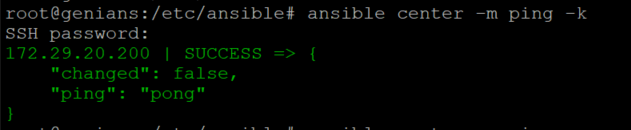 root@genians:/etc/ansible# ansible center -m ping -k
SSH password:
172.29.20.200 | SUCCESS => {
    "changed": false,
    "ping": "pong"
}